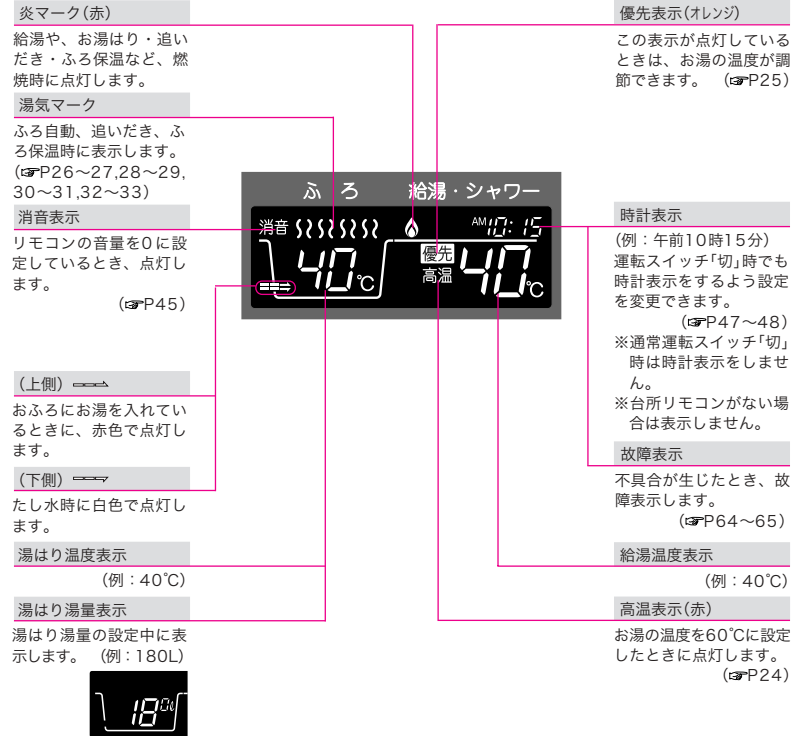 炎マーク(赤)
給湯や、お湯はり・追い
だき・ふろ保温など、燃
焼時に点灯します。
湯気マーク
ふろ自動、追いだき、ふ
ろ保温時に表示します。
(☞P26〜27,28〜29,
30〜31,32〜33)
消音表示
リモコンの音量を0に設
定しているとき、点灯し
ます。
(☞P45)
(上側)
おふろにお湯を入れてい
るときに、赤色で点灯し
ます。
(下側)
たし水時に白色で点灯し
ます。
湯はり温度表示
(例：40℃)
湯はり湯量表示
湯はり湯量の設定中に表
示します。 (例：180L)
180L
ふろ 給湯・シャワー
消音 AM10:15
40℃ 優先 高温 40℃
優先表示(オレンジ)
この表示が点灯している
ときは、お湯の温度が調
節できます。 (☞P25)
時計表示
(例：午前10時15分)
運転スイッチ「切」時でも
時計表示をするよう設定
を変更できます。
(☞P47〜48)
※通常運転スイッチ「切」
時は時計表示をしませ
ん。
※台所リモコンがない場
合は表示しません。
故障表示
不具合が生じたとき、故
障表示します。
(☞P64〜65)
給湯温度表示
(例：40℃)
高温表示(赤)
お湯の温度を60℃に設定
したときに点灯します。
(☞P24)